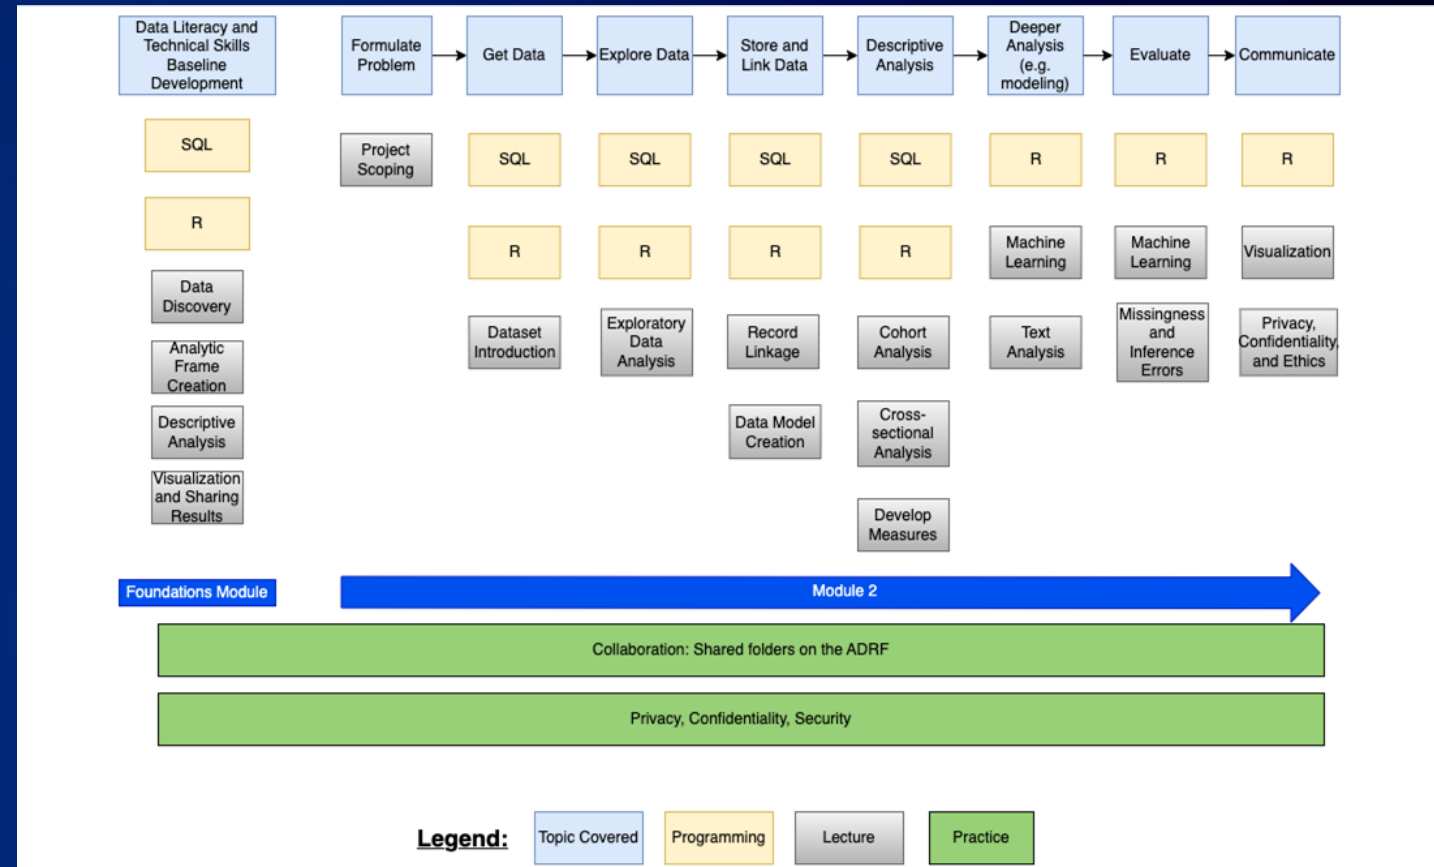 Data Literacy and
Technical Skills
Baseline
Development
Formulate
Problem
Get Data
Explore Data
Store and
Link Data
Descriptive
Analysis
Deeper
Analysis
(e.g.
modeling)
Evaluate
Communicate
SQL
R
Data
Discovery
Analytic
Frame
Creation
Descriptive
Analysis
Visualization
and Sharing
Results
Project
Scoping
SQL
R
Dataset
Introduction
SQL
R
Exploratory
Data
Analysis
SQL
R
Record
Linkage
Data Model
Creation
SQL
R
Cohort
Analysis
Cross-
sectional
Analysis
Develop
Measures
R
Machine
Learning
Text
Analysis
R
Machine
Learning
Missingness
and
Inference
Errors
R
Visualization
Privacy,
Confidentiality,
and Ethics
Foundations Module
Module 2
Collaboration: Shared folders on the ADRF
Privacy, Confidentiality, Security
Legend:
Topic Covered
Programming
Lecture
Practice